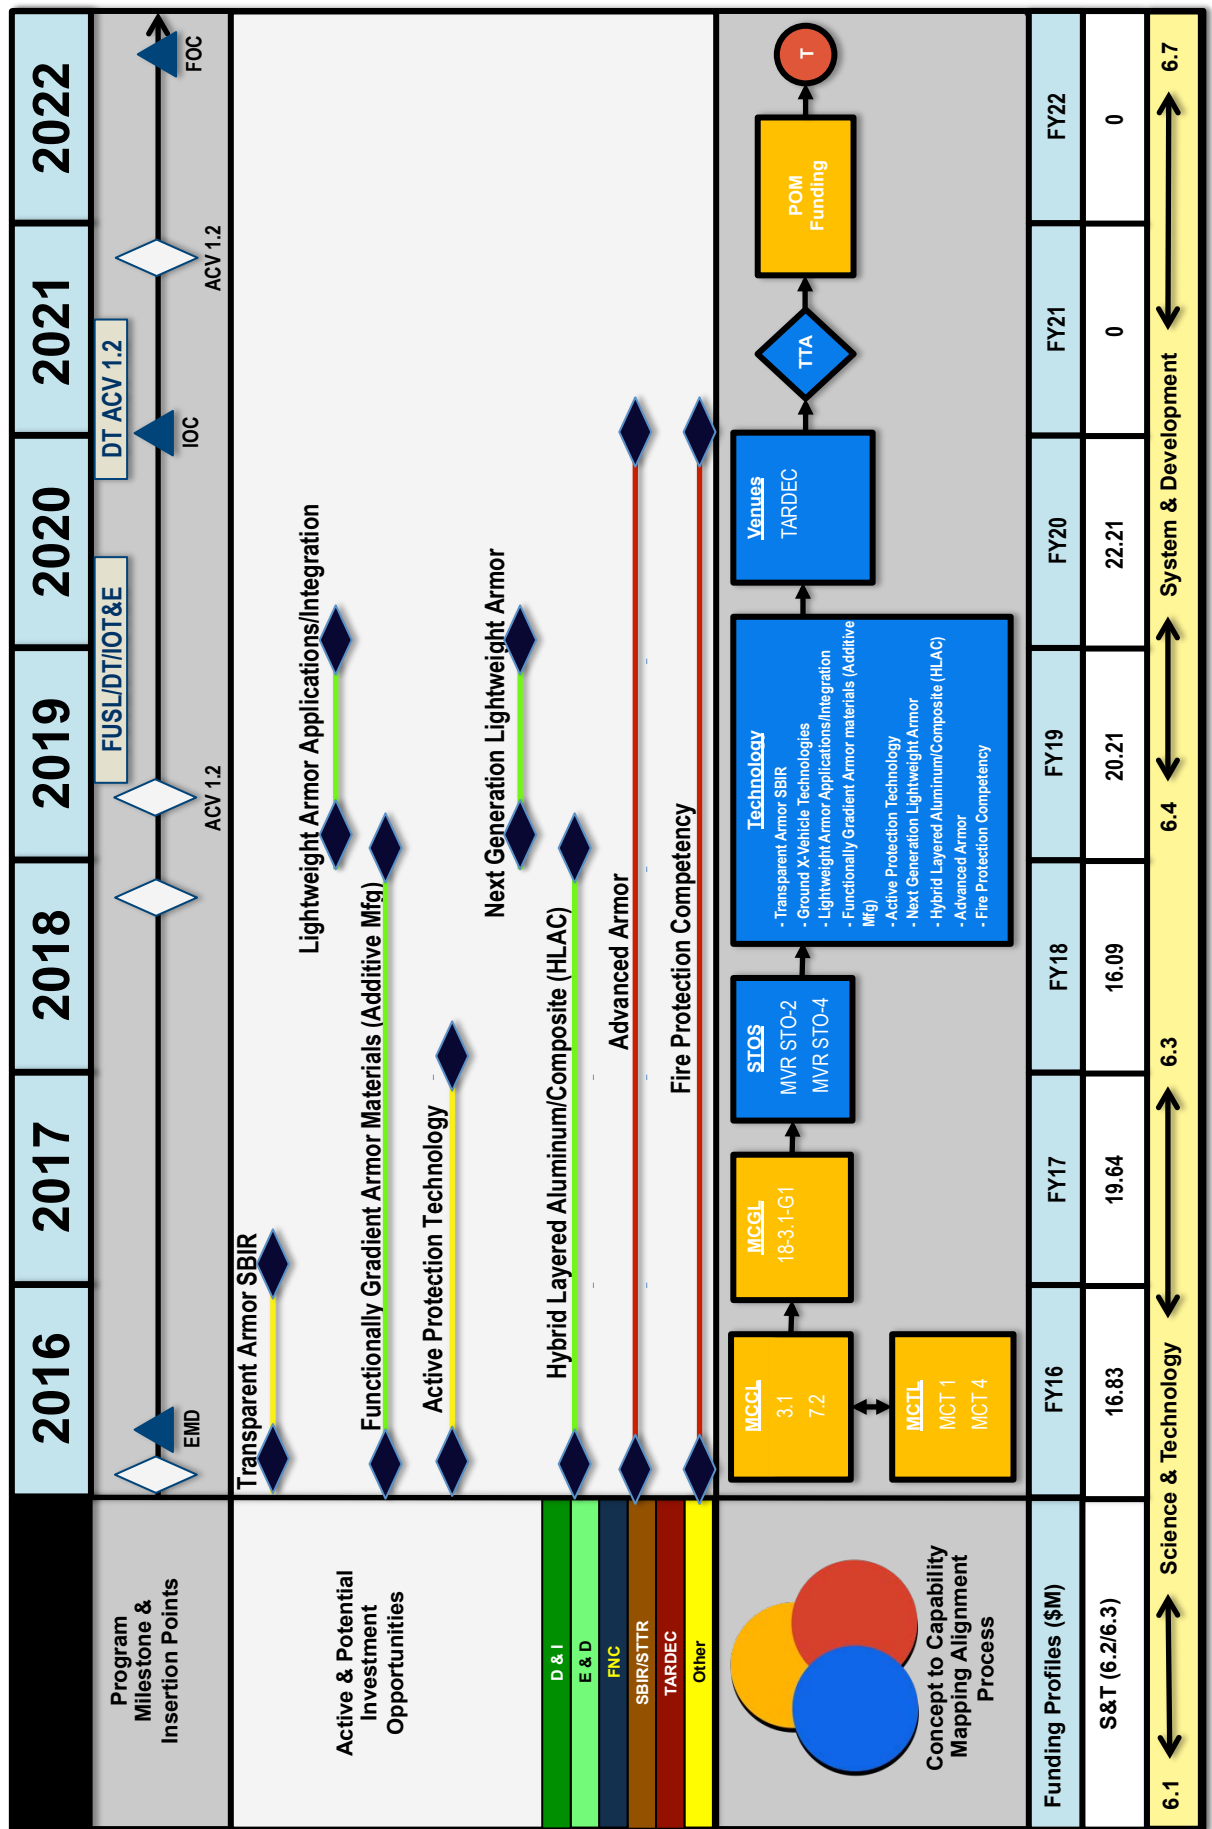 2016
2017
2018
2019
2020
2021
2022
Program
Milestone &
Insertion Points
FUSL/DT/IOT&E
DT ACV 1.2
EMD
ACV 1.2
IOC
ACV 1.2
FOC
Active & Potential
Investment
Opportunities
D & I
E & D
FNC
SBIR/STTR
TARDEC
Other
Transparent Armor SBIR
Lightweight Armor Applications/Integration
Functionally Gradient Armor Materials (Additive Mfg)
Active Protection Technology
Next Generation Lightweight Armor
Hybrid Layered Aluminum/Composite (HLAC)
Advanced Armor
Fire Protection Competency
Concept to Capability
Mapping Alignment
Process
MCCL
3.1
7.2
MCTL
MCT 1
MCT 4
MCGL
18-3.1-G1
STOS
MVR STO-2
MVR STO-4
Technology
- Transparent Armor SBIR
- Ground X-Vehicle Technologies
- Lightweight Armor Applications/Integration
- Functionally Gradient Armor materials (Additive
Mfg)
- Active Protection Technology
- Next Generation Lightweight Armor
- Hybrid Layered Aluminum/Composite (HLAC)
- Advanced Armor
- Fire Protection Competency
Venues
TARDEC
TTA
POM
Funding
T
Funding Profiles ($M)
FY16
FY17
FY18
FY19
FY20
FY21
FY22
S&T (6.2/6.3)
16.83
19.64
16.09
20.21
22.21
0
0
6.1
Science & Technology
6.3
6.4
System & Development
6.7